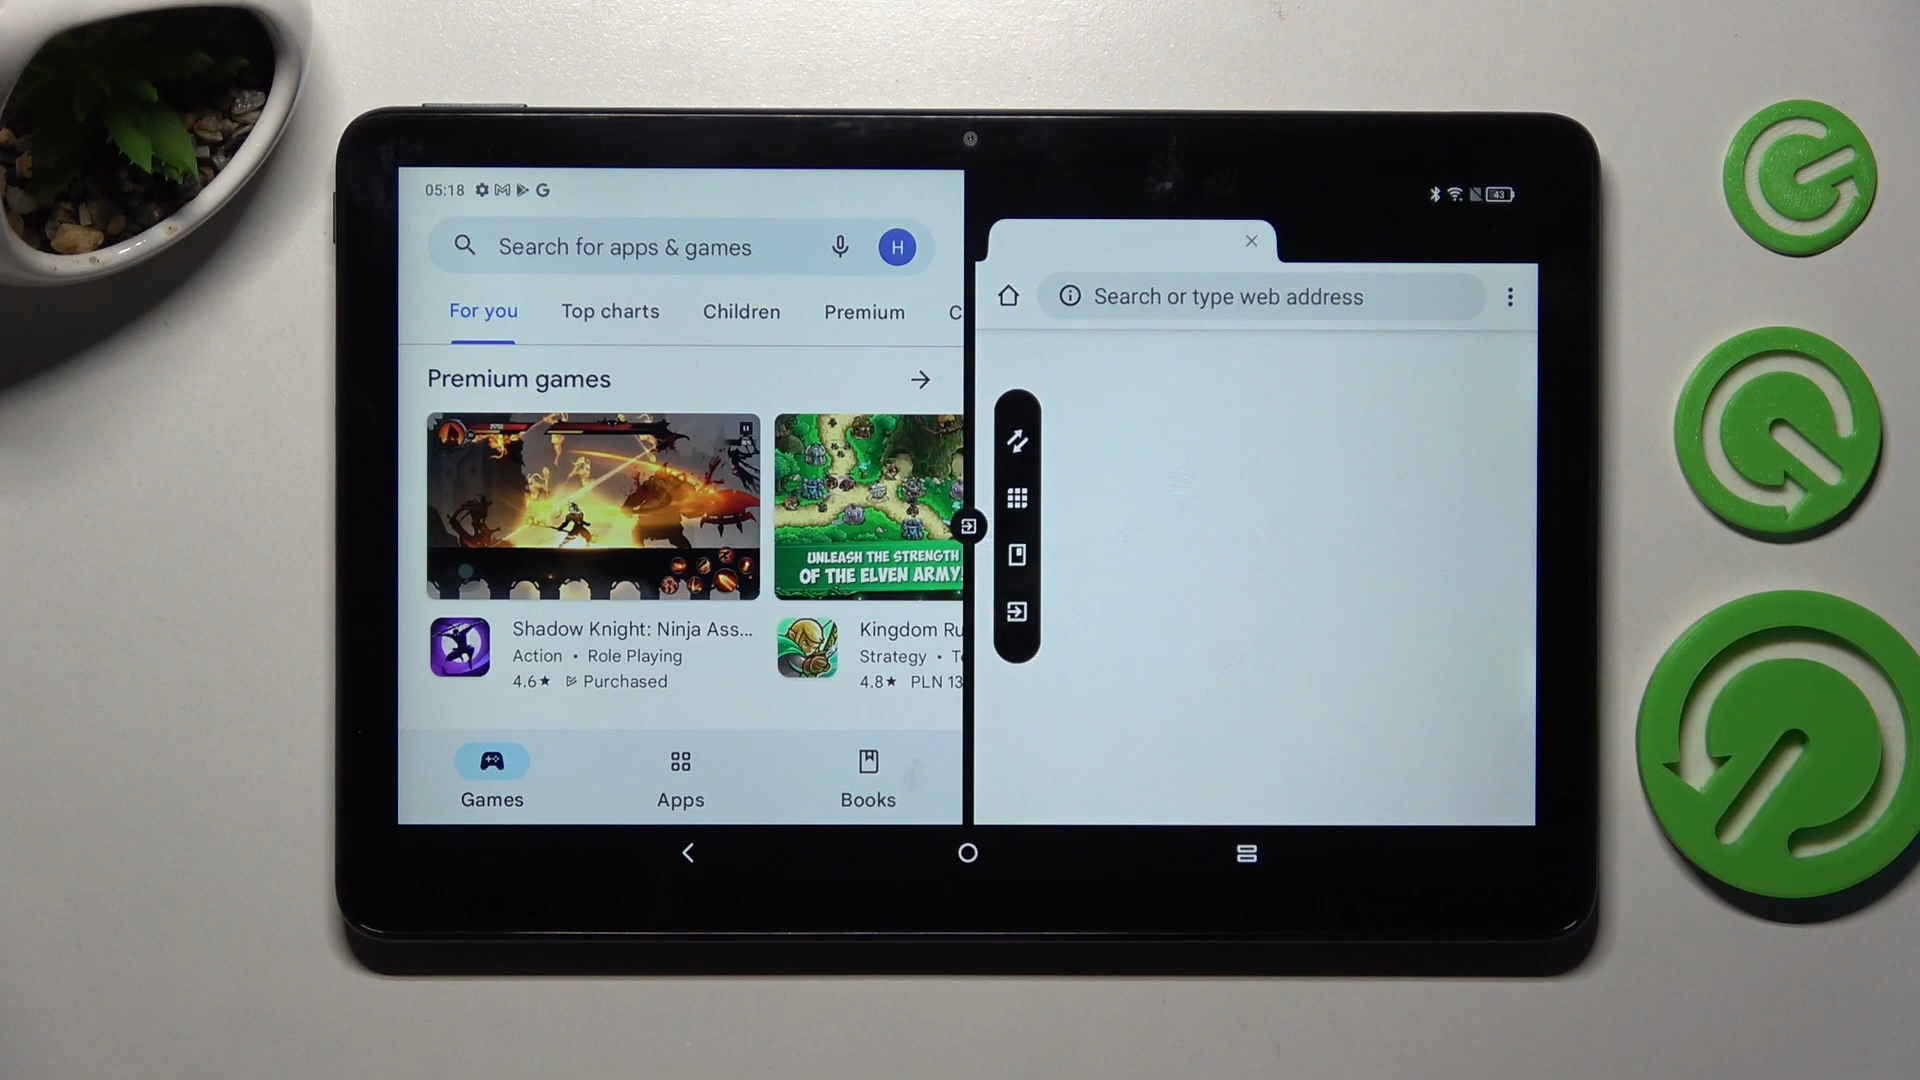 05:18
43
Search for apps & games
H
Search or type web address
For you
Top charts
Children
Premium
C
Premium games
UNLEASH THE STRENGTH
OF THE ELVEN ARMY
Shadow Knight: Ninja Ass...
Action • Role Playing
4.6★ Purchased
Kingdom Ru
Strategy • T
4.8★ PLN 13
Games
Apps
Books